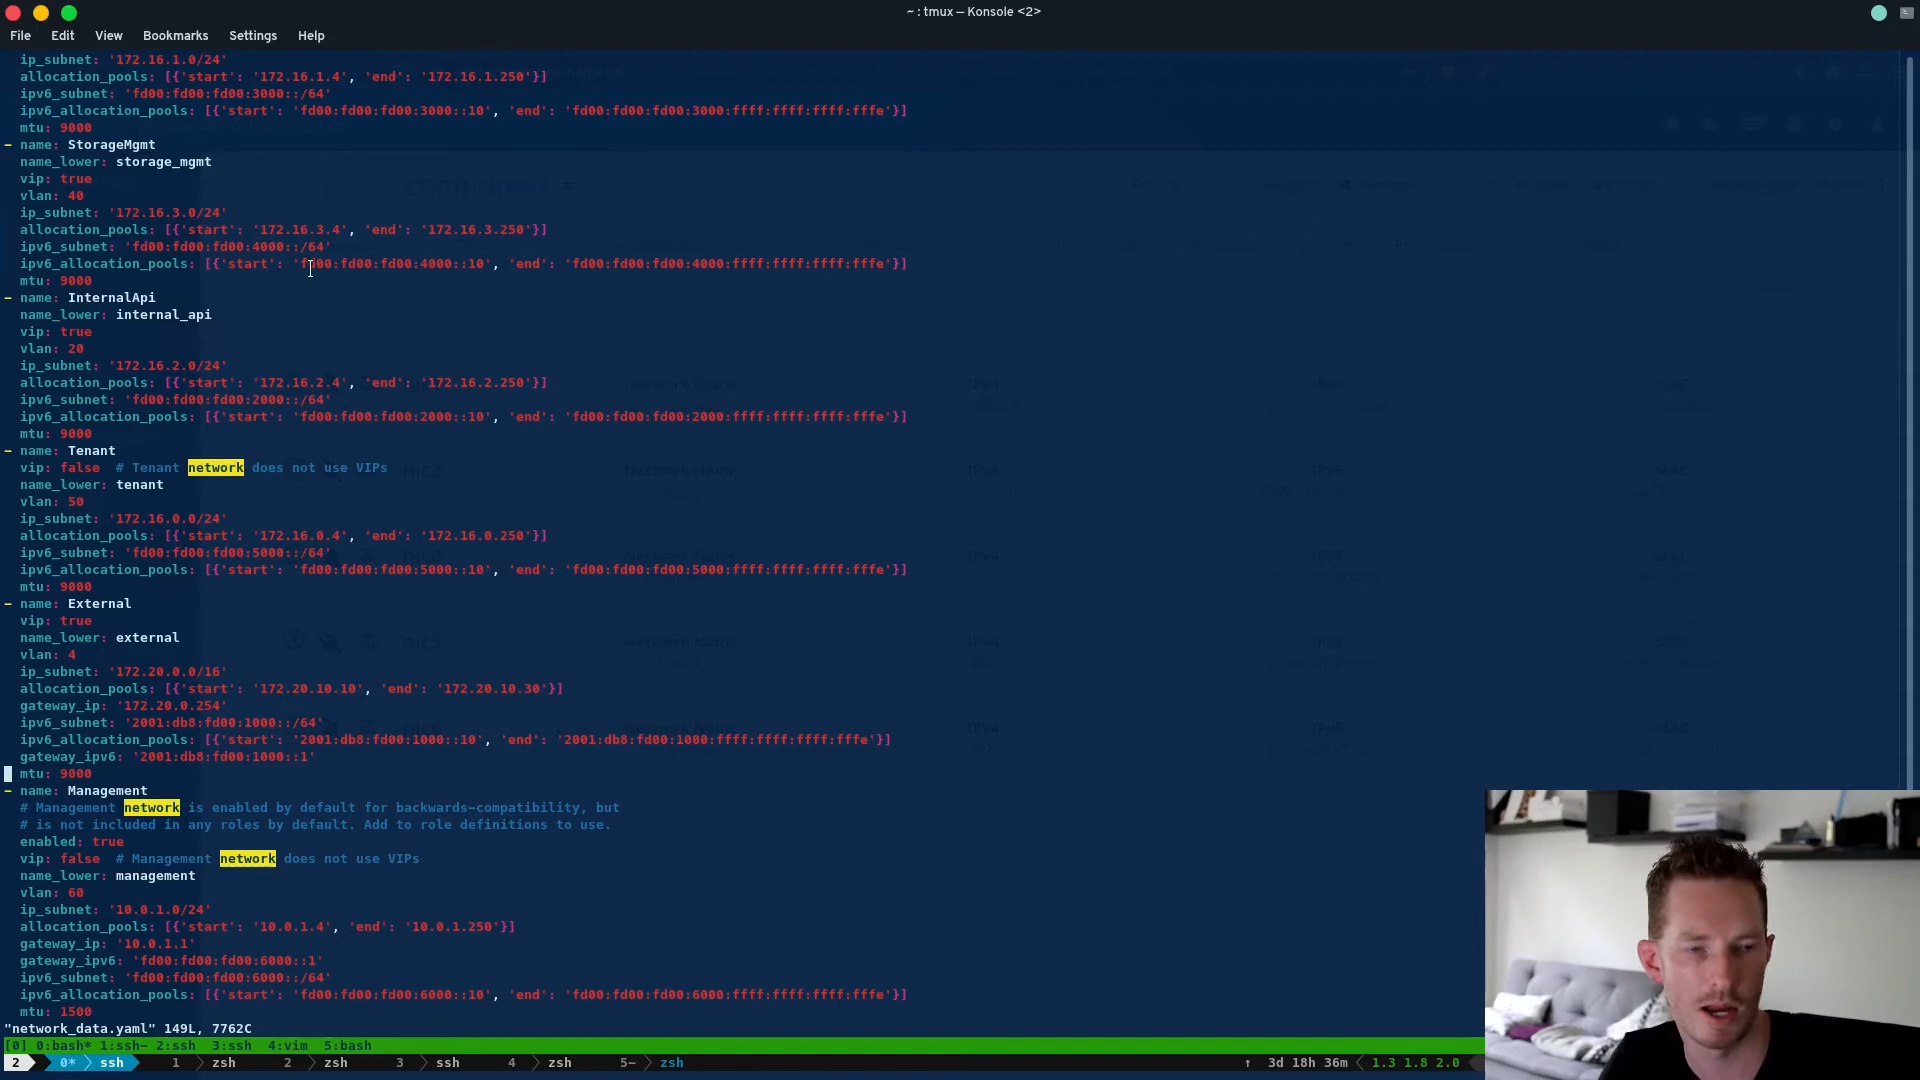 ~ : tmux — Konsole <2>
File Edit View Bookmarks Settings Help
ip_subnet: '172.16.1.0/24'
allocation_pools: [{'start': '172.16.1.4', 'end': '172.16.1.250'}]
ipv6_subnet: 'fd00:fd00:fd00:3000::/64'
ipv6_allocation_pools: [{'start': 'fd00:fd00:fd00:3000::10', 'end': 'fd00:fd00:fd00:3000:ffff:ffff:ffff:fffe'}]
mtu: 9000
- name: StorageMgmt
name_lower: storage_mgmt
vip: true
vlan: 40
ip_subnet: '172.16.3.0/24'
allocation_pools: [{'start': '172.16.3.4', 'end': '172.16.3.250'}]
ipv6_subnet: 'fd00:fd00:fd00:4000::/64'
ipv6_allocation_pools: [{'start': 'fd00:fd00:fd00:4000::10', 'end': 'fd00:fd00:fd00:4000:ffff:ffff:ffff:fffe'}]
mtu: 9000
- name: InternalApi
name_lower: internal_api
vip: true
vlan: 20
ip_subnet: '172.16.2.0/24'
allocation_pools: [{'start': '172.16.2.4', 'end': '172.16.2.250'}]
ipv6_subnet: 'fd00:fd00:fd00:2000::/64'
ipv6_allocation_pools: [{'start': 'fd00:fd00:fd00:2000::10', 'end': 'fd00:fd00:fd00:2000:ffff:ffff:ffff:fffe'}]
mtu: 9000
- name: Tenant
vip: false # Tenant network does not use VIPs
name_lower: tenant
vlan: 50
ip_subnet: '172.16.0.0/24'
allocation_pools: [{'start': '172.16.0.4', 'end': '172.16.0.250'}]
ipv6_subnet: 'fd00:fd00:fd00:5000::/64'
ipv6_allocation_pools: [{'start': 'fd00:fd00:fd00:5000::10', 'end': 'fd00:fd00:fd00:5000:ffff:ffff:ffff:fffe'}]
mtu: 9000
- name: External
vip: true
name_lower: external
vlan: 4
ip_subnet: '172.20.0.0/16'
allocation_pools: [{'start': '172.20.10.10', 'end': '172.20.10.30'}]
gateway_ip: '172.20.0.254'
ipv6_subnet: '2001:db8:fd00:1000::/64'
ipv6_allocation_pools: [{'start': '2001:db8:fd00:1000::10', 'end': '2001:db8:fd00:1000:ffff:ffff:ffff:fffe'}]
gateway_ipv6: '2001:db8:fd00:1000::1'
mtu: 9000
- name: Management
# Management network is enabled by default for backwards-compatibility, but
# is not included in any roles by default. Add to role definitions to use.
enabled: true
vip: false # Management network does not use VIPs
name_lower: management
vlan: 60
ip_subnet: '10.0.1.0/24'
allocation_pools: [{'start': '10.0.1.4', 'end': '10.0.1.250'}]
gateway_ip: '10.0.1.1'
gateway_ipv6: 'fd00:fd00:fd00:6000::1'
ipv6_subnet: 'fd00:fd00:fd00:6000::/64'
ipv6_allocation_pools: [{'start': 'fd00:fd00:fd00:6000::10', 'end': 'fd00:fd00:fd00:6000:ffff:ffff:ffff:fffe'}]
mtu: 1500
"network_data.yaml" 149L, 7762C
[0] 0:bash* 1:ssh- 2:ssh 3:ssh 4:vim 5:bash
2 0* ssh 1 zsh 2 zsh 3 ssh 4 zsh 5- zsh ↑ 3d 18h 36m 1.3 1.8 2.0